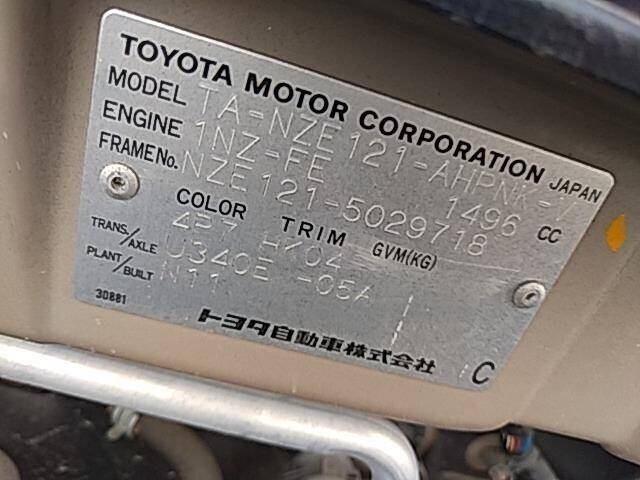 TOYOTA MOTOR CORPORATION JAPAN
MODEL TA-NZE121-AHPNK
ENGINE 1NZ-FE 1496 CC
FRAME No. NZE121-5029718
COLOR TRIM GVM(KG)
TRANS./AXLE U340E -05A
PLANT/BUILT N11
30881
トヨタ自動車株式会社
C